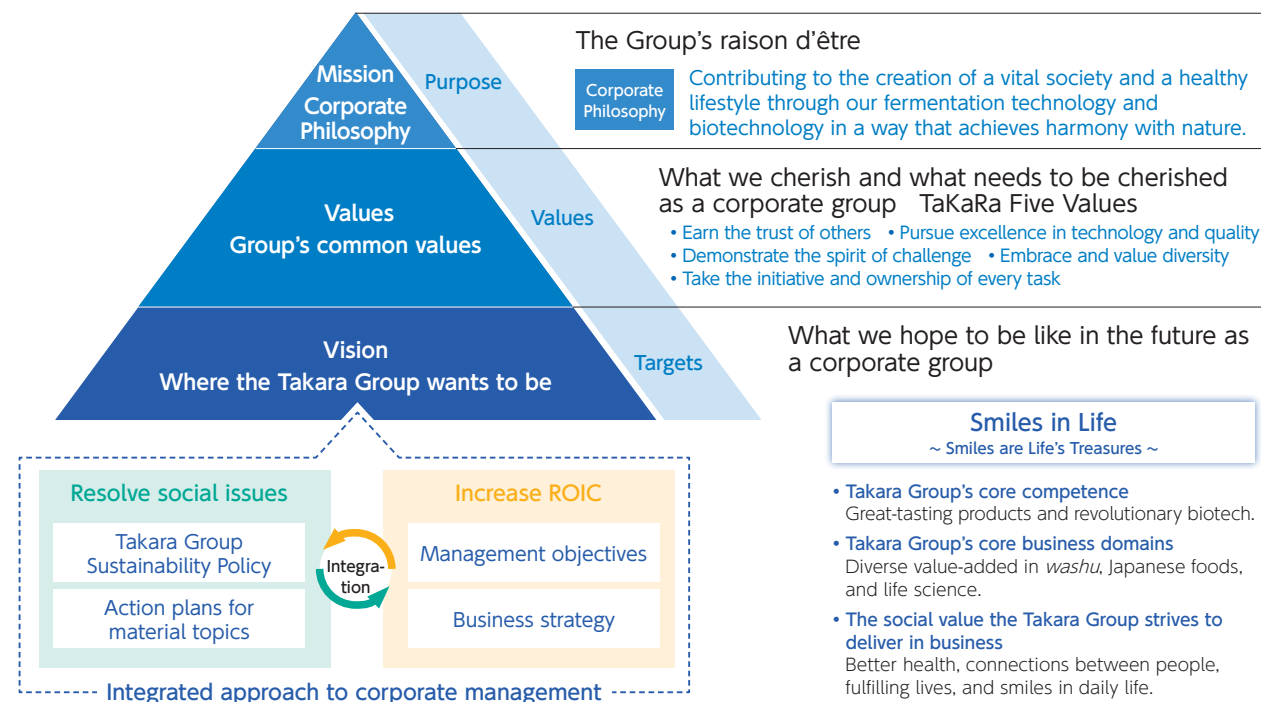 Mission
Corporate
Philosophy
Purpose
The Group’s raison d’être
Corporate
Philosophy
Contributing to the creation of a vital society and a healthy
lifestyle through our fermentation technology and
biotechnology in a way that achieves harmony with nature.
Values
Group’s common values
Values
What we cherish and what needs to be cherished
as a corporate group TaKaRa Five Values
• Earn the trust of others • Pursue excellence in technology and quality
• Demonstrate the spirit of challenge • Embrace and value diversity
• Take the initiative and ownership of every task
Vision
Where the Takara Group wants to be
Targets
What we hope to be like in the future as
a corporate group
Smiles in Life
~ Smiles are Life’s Treasures ~
• Takara Group’s core competence
Great-tasting products and revolutionary biotech.
• Takara Group’s core business domains
Diverse value-added in washu, Japanese foods,
and life science.
• The social value the Takara Group strives to
deliver in business
Better health, connections between people,
fulfilling lives, and smiles in daily life.
Resolve social issues
Takara Group
Sustainability Policy
Action plans for
material topics
Integra-
tion
Increase ROIC
Management objectives
Business strategy
Integrated approach to corporate management